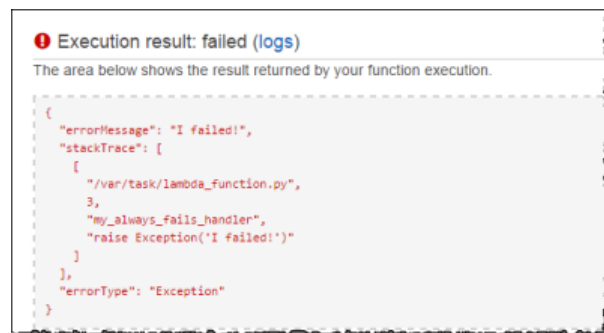 Execution result: failed (logs)
The area below shows the result returned by your function execution.
{
  "errorMessage": "I failed!",
  "stackTrace": [
    [
      "/var/task/lambda_function.py",
      3,
      "my_always_fails_handler",
      "raise Exception('I failed!')"
    ]
  ],
  "errorType": "Exception"
}